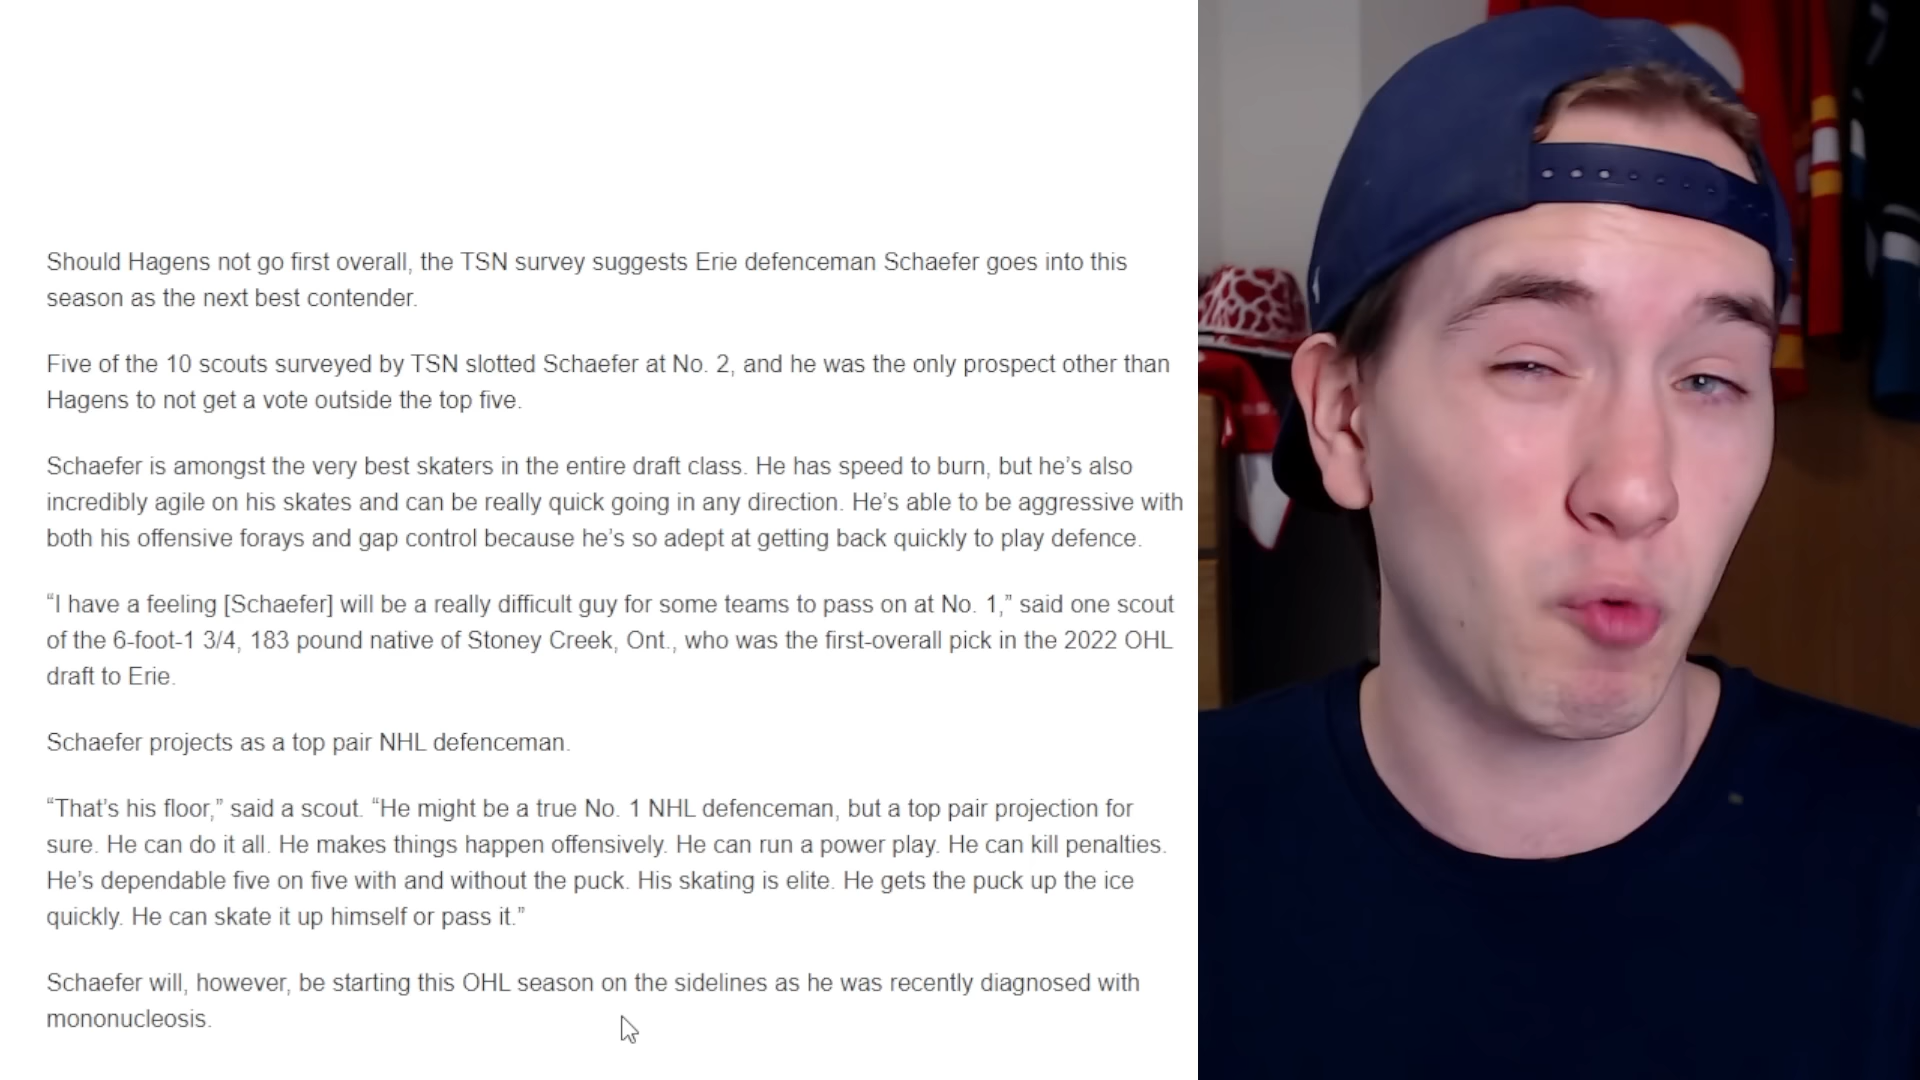 Should Hagens not go first overall, the TSN survey suggests Erie defenceman Schaefer goes into this
season as the next best contender.
Five of the 10 scouts surveyed by TSN slotted Schaefer at No. 2, and he was the only prospect other than
Hagens to not get a vote outside the top five.
Schaefer is amongst the very best skaters in the entire draft class. He has speed to burn, but he’s also
incredibly agile on his skates and can be really quick going in any direction. He’s able to be aggressive with
both his offensive forays and gap control because he’s so adept at getting back quickly to play defence.
“I have a feeling [Schaefer] will be a really difficult guy for some teams to pass on at No. 1,” said one scout
of the 6-foot-1 3/4, 183 pound native of Stoney Creek, Ont., who was the first-overall pick in the 2022 OHL
draft to Erie.
Schaefer projects as a top pair NHL defenceman.
“That’s his floor,” said a scout. “He might be a true No. 1 NHL defenceman, but a top pair projection for
sure. He can do it all. He makes things happen offensively. He can run a power play. He can kill penalties.
He’s dependable five on five with and without the puck. His skating is elite. He gets the puck up the ice
quickly. He can skate it up himself or pass it.”
Schaefer will, however, be starting this OHL season on the sidelines as he was recently diagnosed with
mononucleosis.